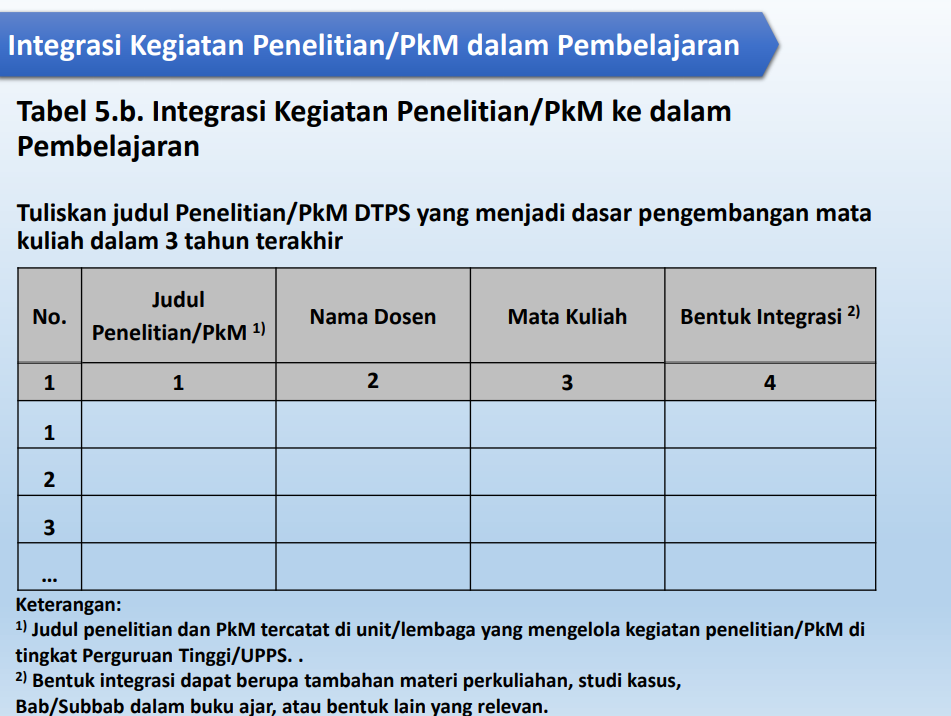 Integrasi Kegiatan Penelitian/PkM dalam Pembelajaran
Tabel 5.b. Integrasi Kegiatan Penelitian/PkM ke dalam
Pembelajaran
Tuliskan judul Penelitian/PkM DTPS yang menjadi dasar pengembangan mata
kuliah dalam 3 tahun terakhir
No. Judul Penelitian/PkM 1) Nama Dosen Mata Kuliah Bentuk Integrasi 2)
1 1 2 3 4
1
2
3
...
Keterangan:
1) Judul penelitian dan PkM tercatat di unit/lembaga yang mengelola kegiatan penelitian/PkM di
tingkat Perguruan Tinggi/UPPS. .
2) Bentuk integrasi dapat berupa tambahan materi perkuliahan, studi kasus,
Bab/Subbab dalam buku ajar, atau bentuk lain yang relevan.